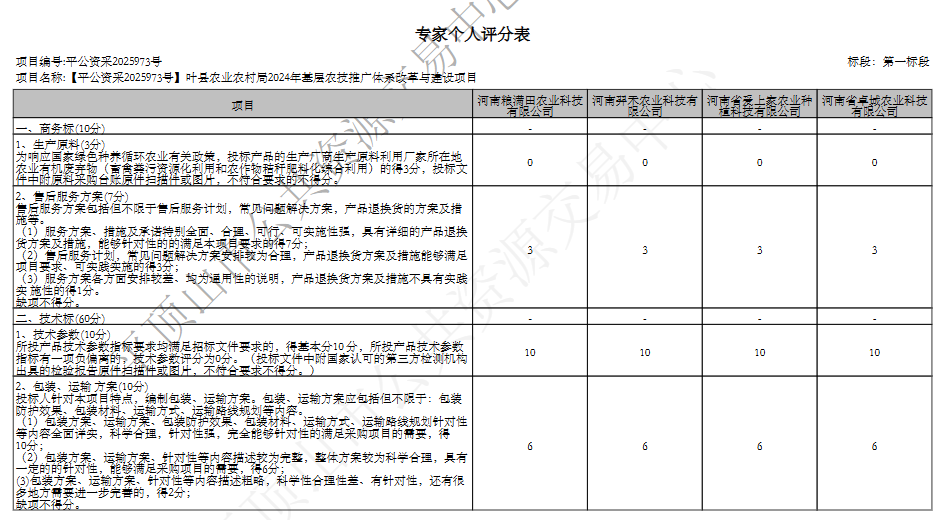 专家个人评分表
项目编号:平公资采2025973号
标段：第一标段
项目名称:【平公资采2025973号】叶县农业农村局2024年基层农技推广体系改革与建设项目
项目 河南粮满田农业科技有限公司 河南羿禾农业科技有限公司 河南省爱上家农业种植科技有限公司 河南省卓城农业科技有限公司
一、商务标(10分) - - - -
1、生产原料(3分)
为响应国家绿色种养循环农业有关政策，投标产品的生产厂商生产原料利用厂家所在地
农业有机废弃物（畜禽粪污资源化利用和农作物秸秆肥料化综合利用）的得3分，投标文
件中附原料采购台账原件扫描件或图片，不符合要求的不得分。
0 0 0 0
2、售后服务方案(7分)
售后服务方案包括但不限于售后服务计划，常见问题解决方案，产品退换货的方案及措
施等。
（1）服务方案、措施及承诺特别全面、合理、可行、可实施性强，具有详细的产品退换
货方案及措施，能够针对性的的满足本项目要求的得7分；
（2）售后服务计划，常见问题解决方案安排较为合理，产品退换货方案及措施能够满足
项目要求、可实践实施的得3分；
（3）服务方案各方面安排较差、均为通用性的说明，产品退换货方案及措施不具有实践
实 施性的得1分。
缺项不得分。
3 3 3 3
二、技术标(60分) - - - -
1、技术参数(10分)
所投产品技术参数指标要求均满足招标文件要求的，得基本分10 分，所投产品技术参数
指标有一项负偏离的，技术参数评分为0分。（投标文件中附国家认可的第三方检测机构
出具的检验报告原件扫描件或图片，不符合要求不得分。）
10 10 10 10
2、包装、运输 方案(10分)
投标人针对本项目特点，编制包装、运输方案。包装、运输方案应包括但不限于：包装
防护效果、包装材料、运输方式、运输路线规划等内容。
（1）包装方案、运输方案、包装防护效果、包装材料、运输方式、运输路线规划针对性
等内容全面详实，科学合理，针对性强，完全能够针对性的满足采购项目的需要，得
10分；
（2）包装方案、运输方案、针对性等内容描述较为完整，整体方案较为科学合理，具有
一定的的针对性，能够满足采购项目的需要，得6分；
(3)包装方案、运输方案、针对性等内容描述粗略，科学性合理性差、有针对性，还有很
多地方需要进一步完善的，得2分；
缺项不得分。
6 6 6 6
平顶山市公共资源交易中心
平顶山市公共资源交易中心